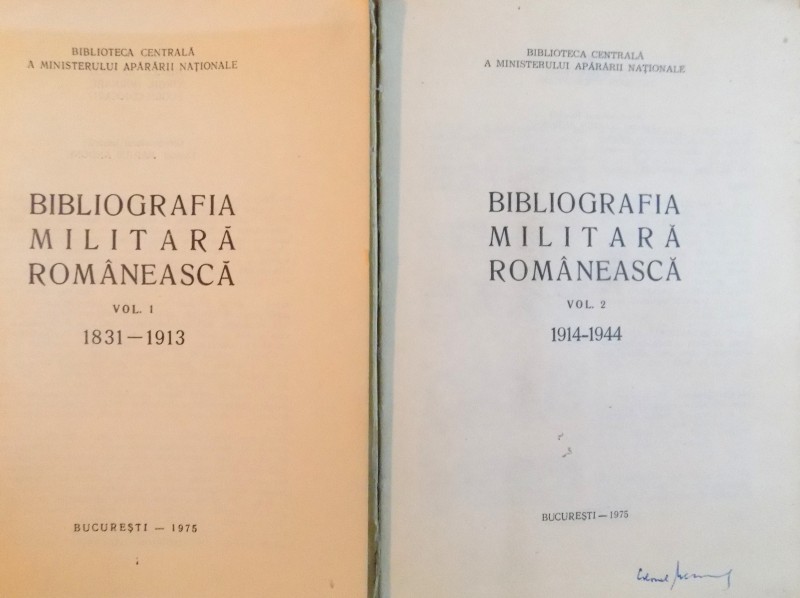 BIBLIOTECA CENTRALĂ
A MINISTERULUI APĂRĂRII NAȚIONALE
BIBLIOGRAFIA
MILITARĂ
ROMÂNEASCĂ
VOL. 1
1831—1913
BUCUREȘTI — 1975
BIBLIOTECA CENTRALĂ
A MINISTERULUI APĂRĂRII NAȚIONALE
BIBLIOGRAFIA
MILITARĂ
ROMÂNEASCĂ
VOL. 2
1914-1944
BUCUREȘTI — 1975